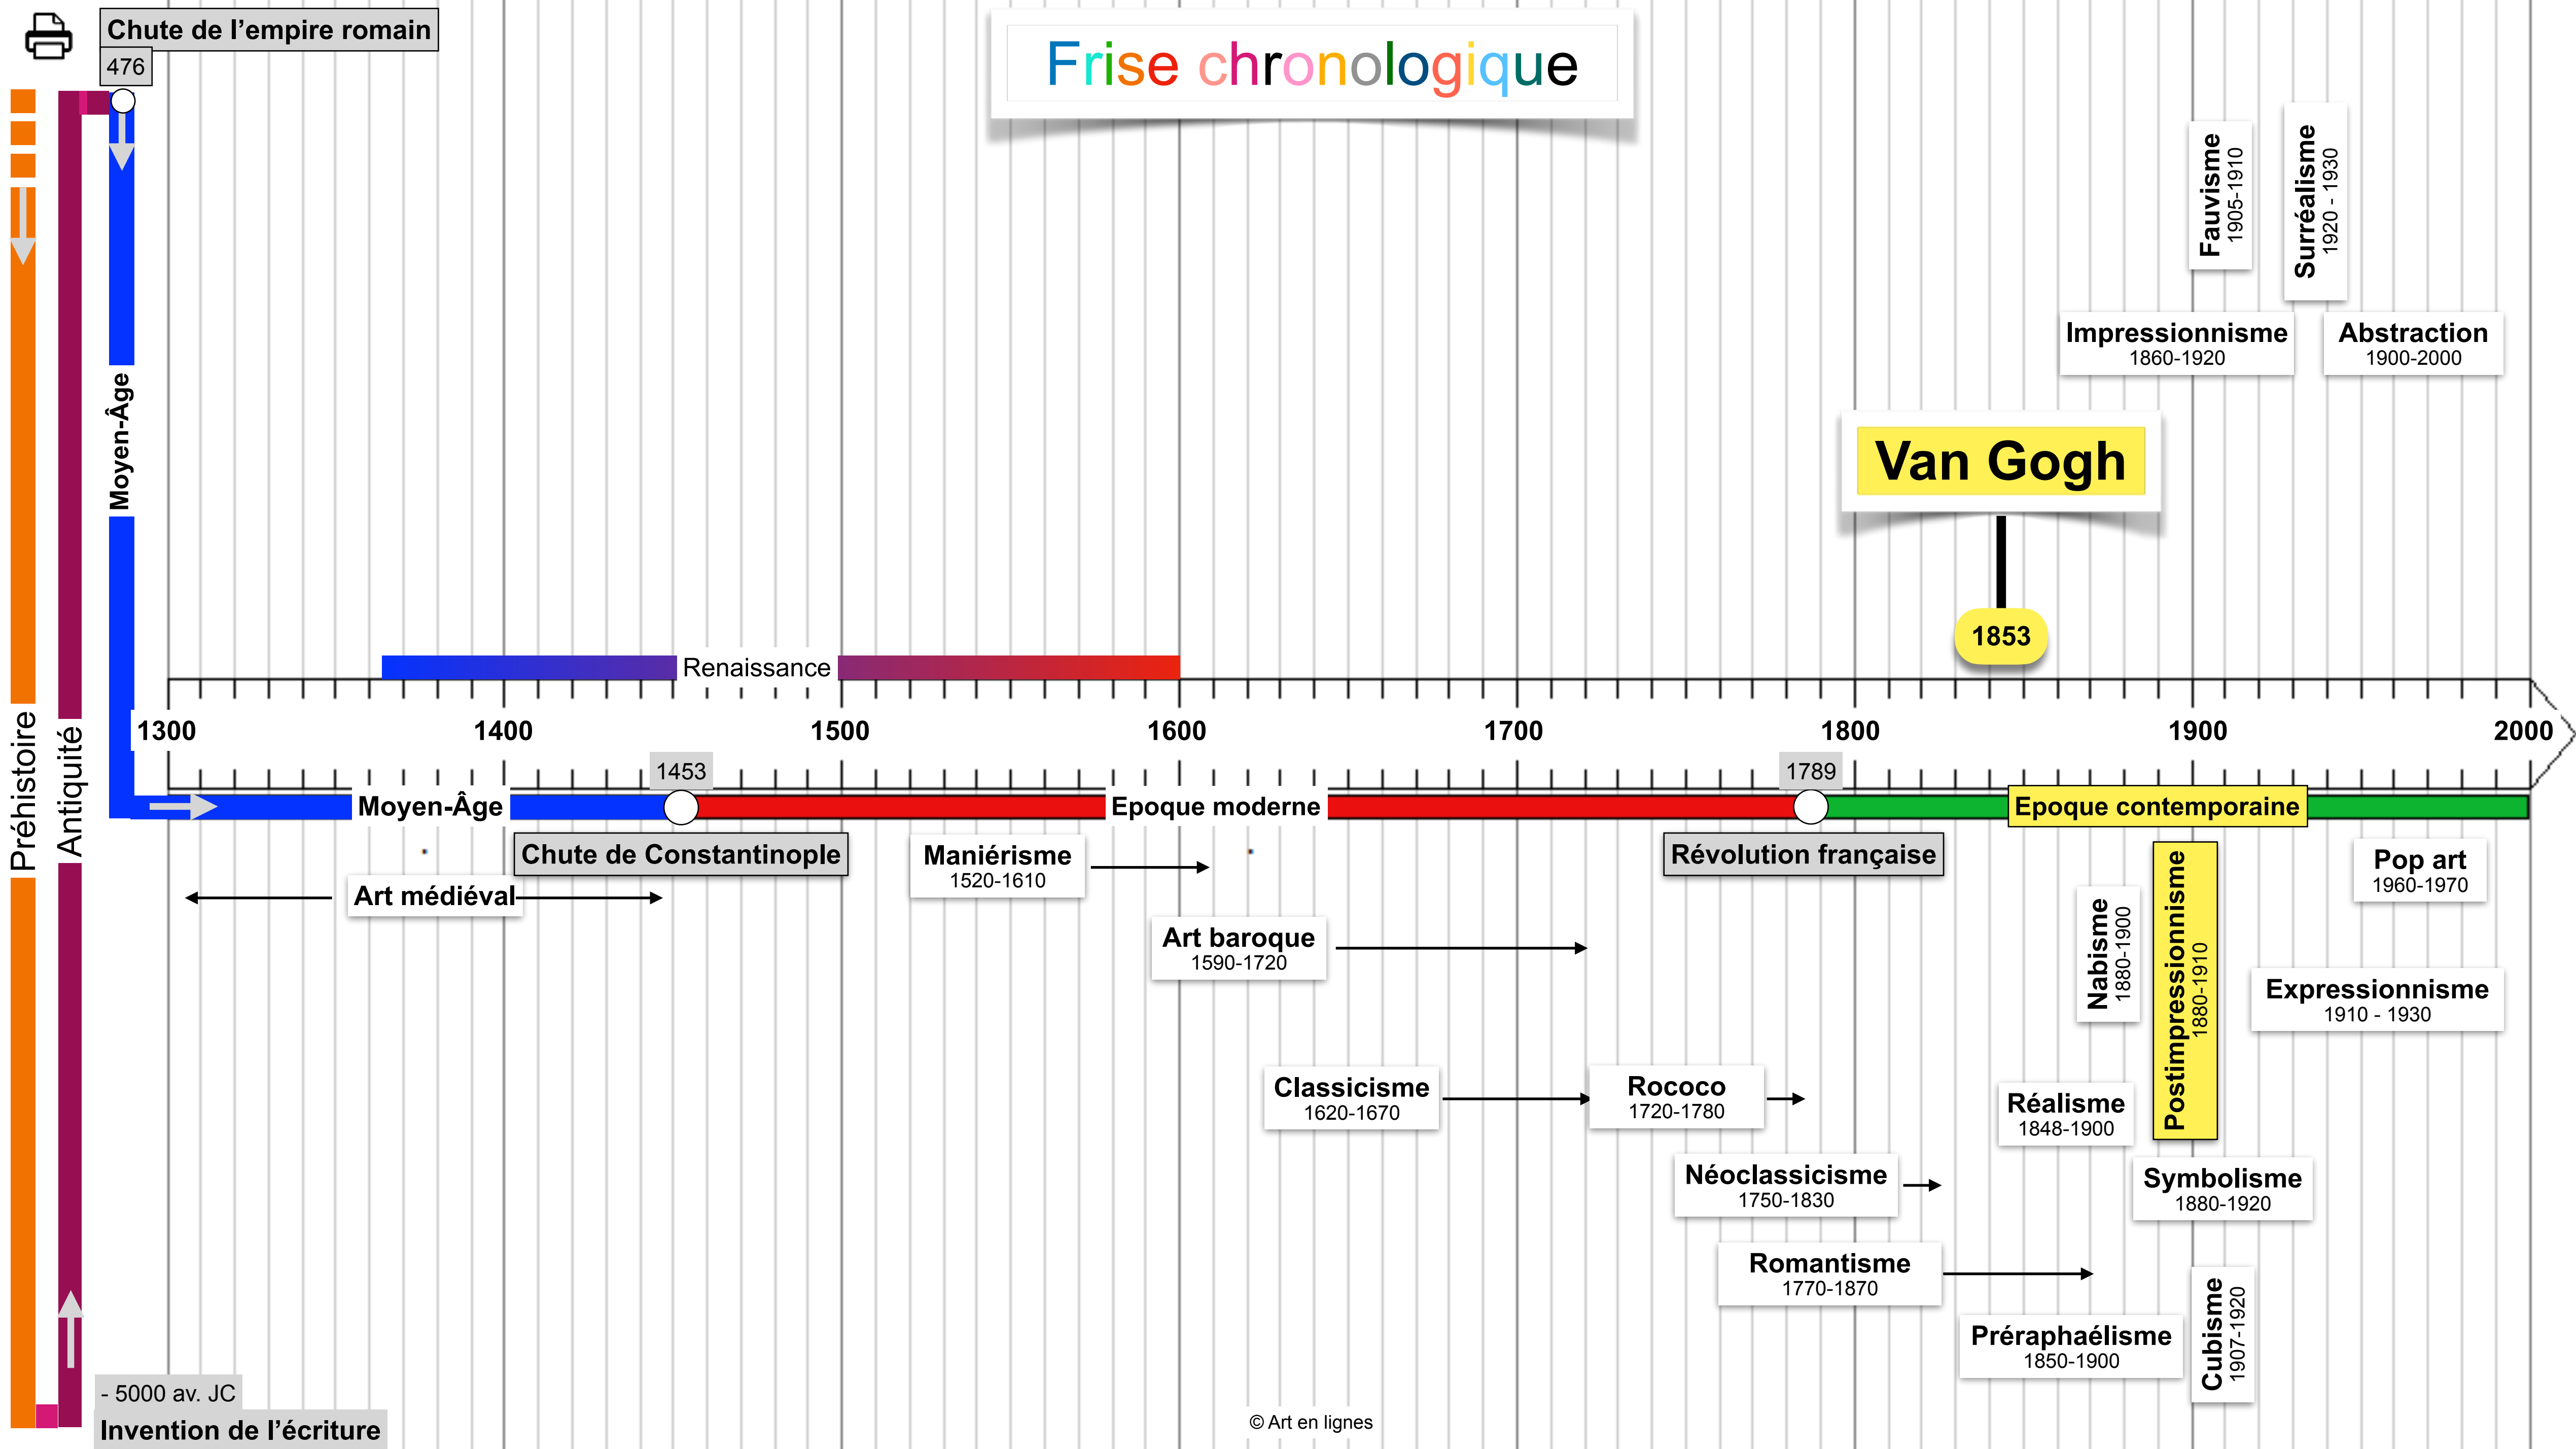 Chute de l’empire romain
476
Frise chronologique
Fauvisme
1905-1910
Surréalisme
1920 - 1930
Impressionnisme
1860-1920
Abstraction
1900-2000
Moyen-Âge
Van Gogh
1853
Renaissance
Préhistoire
Antiquité
1300 1400 1500 1600 1700 1800 1900 2000
1453
1789
Moyen-Âge
Epoque moderne
Epoque contemporaine
Chute de Constantinople
Révolution française
Art médiéval
Maniérisme
1520-1610
Art baroque
1590-1720
Classicisme
1620-1670
Rococo
1720-1780
Néoclassicisme
1750-1830
Romantisme
1770-1870
Préraphaélisme
1850-1900
Réalisme
1848-1900
Nabisme
1880-1900
Postimpressionnisme
1880-1910
Symbolisme
1880-1920
Cubisme
1907-1920
Pop art
1960-1970
Expressionnisme
1910 - 1930
- 5000 av. JC
Invention de l’écriture
© Art en lignes